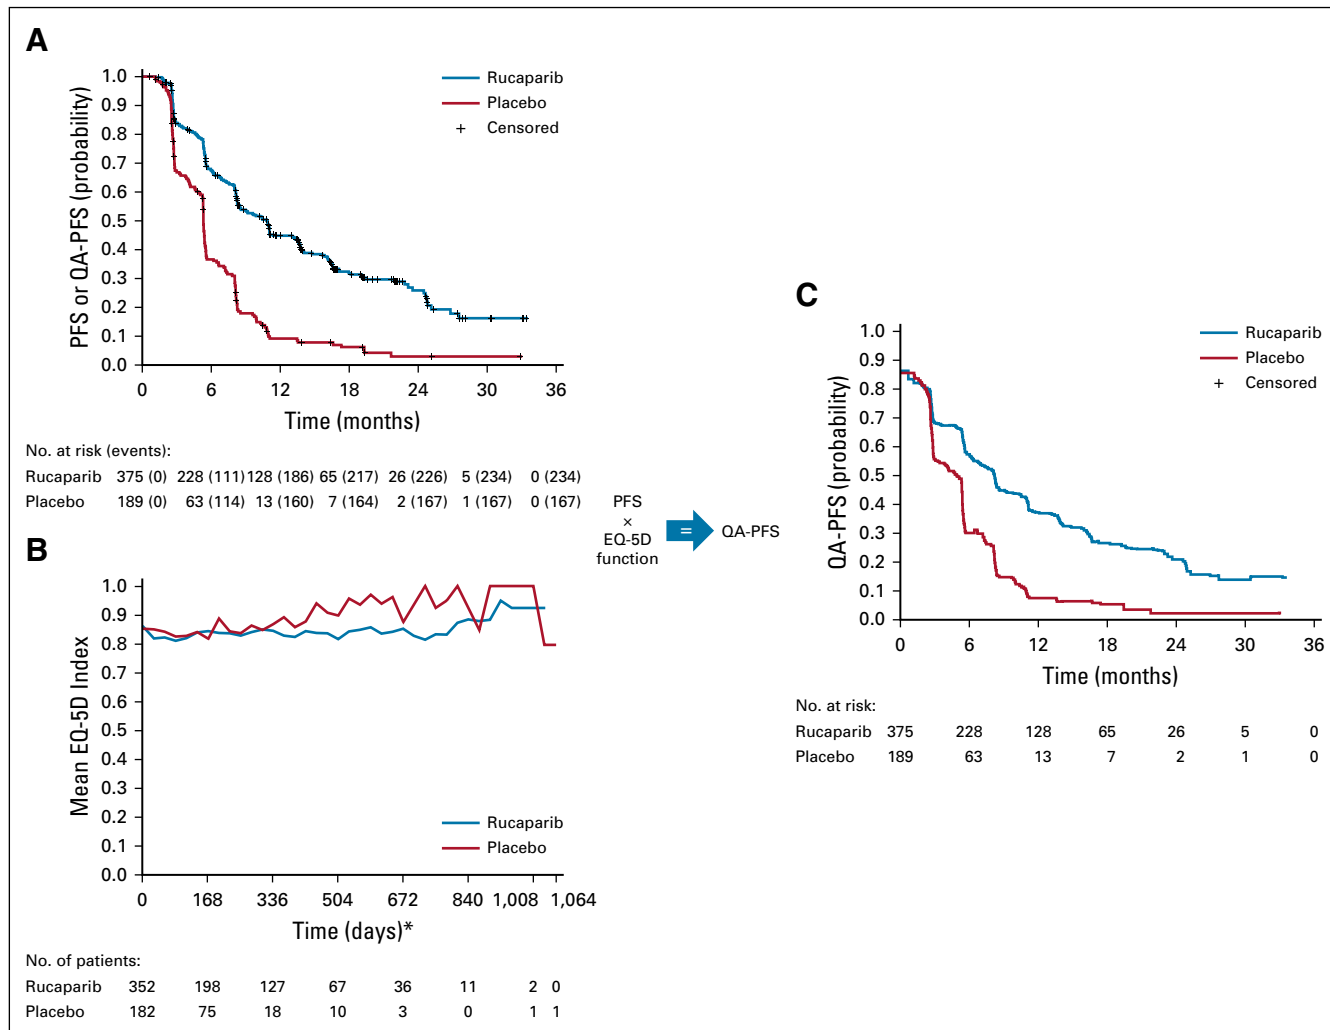 A
1.0
0.9
0.8
0.7
0.6
0.5
0.4
0.3
0.2
0.1
0.0
PFS or QA-PFS (probability)
Rucaparib
Placebo
+ Censored
0 6 12 18 24 30 36
Time (months)
No. at risk (events):
Rucaparib 375 (0) 228 (111) 128 (186) 65 (217) 26 (226) 5 (234) 0 (234)
Placebo 189 (0) 63 (114) 13 (160) 7 (164) 2 (167) 1 (167) 0 (167)
B
1.0
0.9
0.8
0.7
0.6
0.5
0.4
0.3
0.2
0.1
0.0
Mean EQ-5D Index
Rucaparib
Placebo
0 168 336 504 672 840 1,008 1,064
Time (days)*
No. of patients:
Rucaparib 352 198 127 67 36 11 2 0
Placebo 182 75 18 10 3 0 1 1
PFS
×
EQ-5D
function
=
QA-PFS
C
1.0
0.9
0.8
0.7
0.6
0.5
0.4
0.3
0.2
0.1
0.0
QA-PFS (probability)
Rucaparib
Placebo
+ Censored
0 6 12 18 24 30 36
Time (months)
No. at risk:
Rucaparib 375 228 128 65 26 5 0
Placebo 189 63 13 7 2 1 0